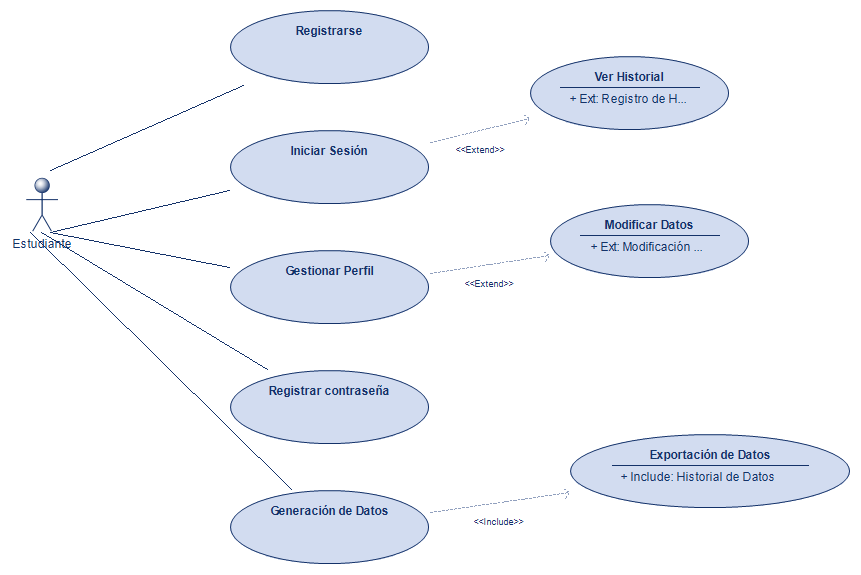 Registrarse
Ver Historial
+ Ext: Registro de H...
Iniciar Sesión
<<Extend>>
Estudiante
Modificar Datos
+ Ext: Modificación ...
Gestionar Perfil
<<Extend>>
Registrar contraseña
Exportación de Datos
+ Include: Historial de Datos
Generación de Datos
<<Include>>